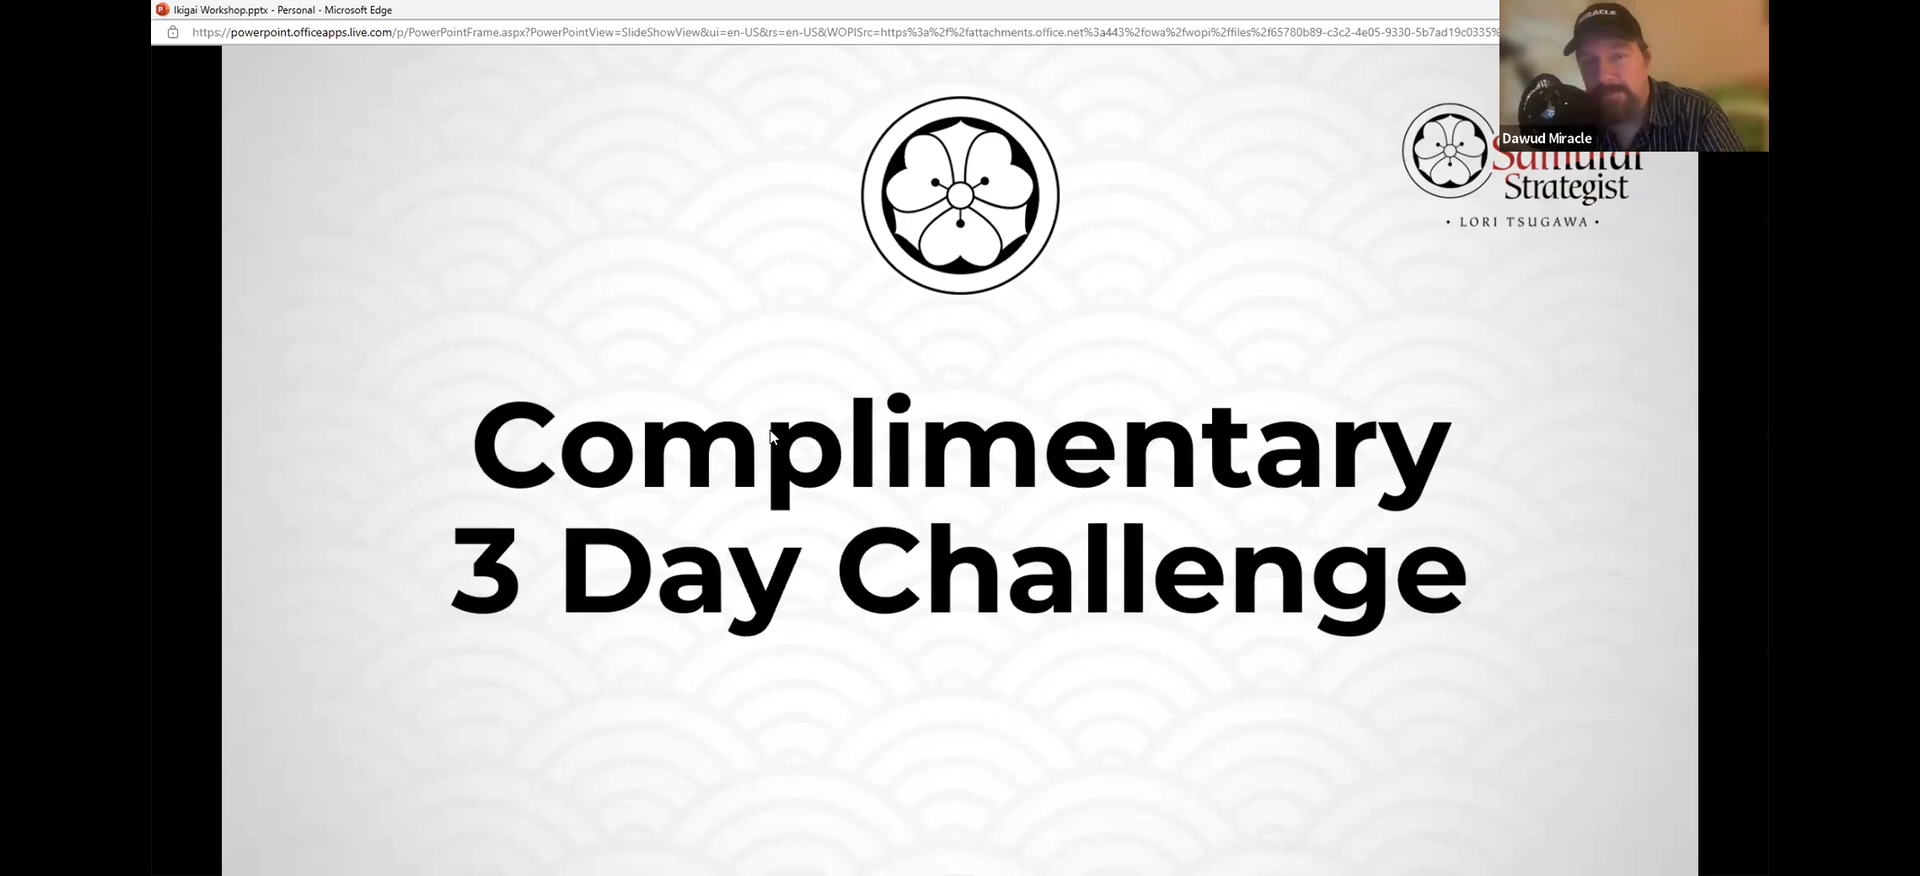 Ikigai Workshop.pptx - Personal - Microsoft Edge
https://powerpoint.officeapps.live.com/p/PowerPointFrame.aspx?PowerPointView=SlideShowView&ui=en-US&rs=en-US&WOPISrc=https%3a%2f%2fattachments.office.net%3a443%2fowa%2fwopi%2ffiles%2f65780b89-c3c2-4e05-9330-5b7ad19c0335%
MIRACLE
Dawud Miracle
Samurai
Strategist
• LORI TSUGAWA •
Complimentary
3 Day Challenge